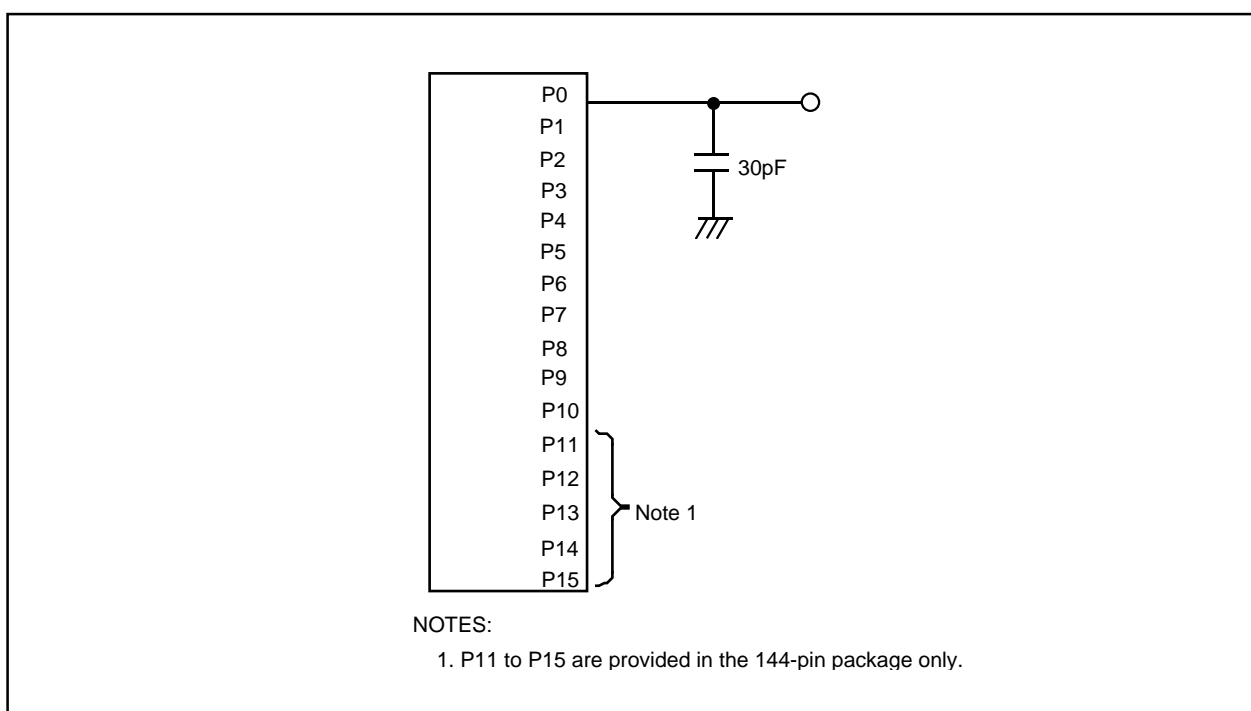 P0
P1
P2
30pF
P3
P4
P5
P6
P7
P8
P9
P10
P11
P12
P13
Note 1
P14
P15
NOTES:
1. P11 to P15 are provided in the 144-pin package only.